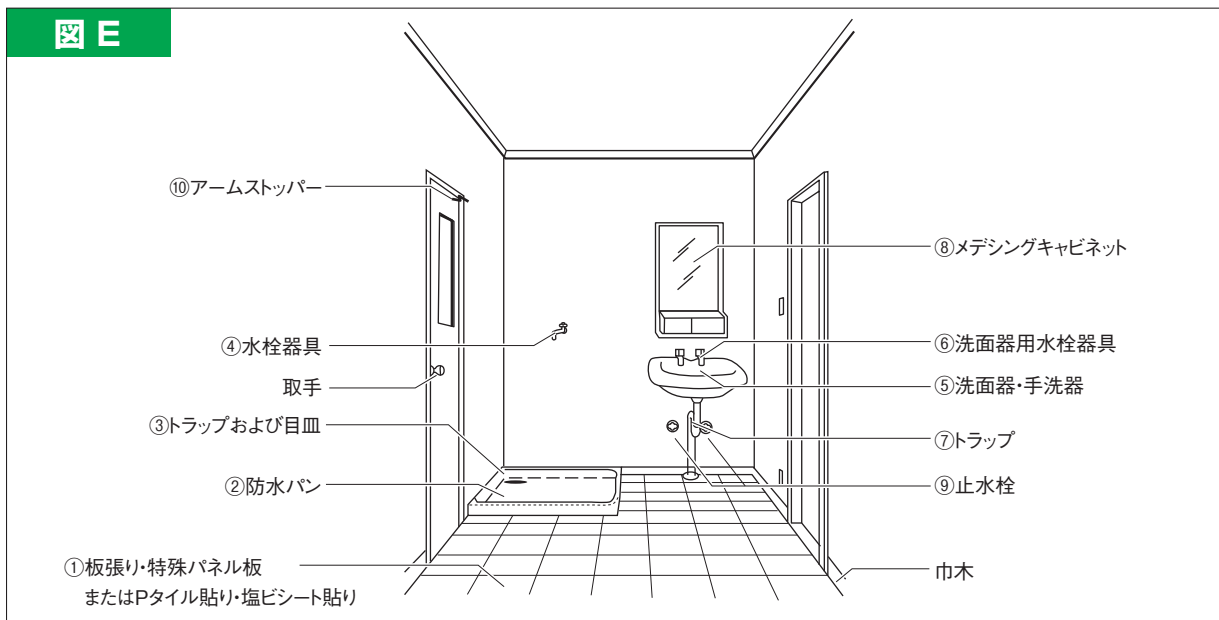 図 E
⑩アームストッパー
④水栓器具
取手
③トラップおよび目皿
②防水パン
①板張り・特殊パネル板
またはPタイル貼り・塩ビシート貼り
⑧メデシングキャビネット
⑥洗面器用水栓器具
⑤洗面器・手洗器
⑦トラップ
⑨止水栓
巾木